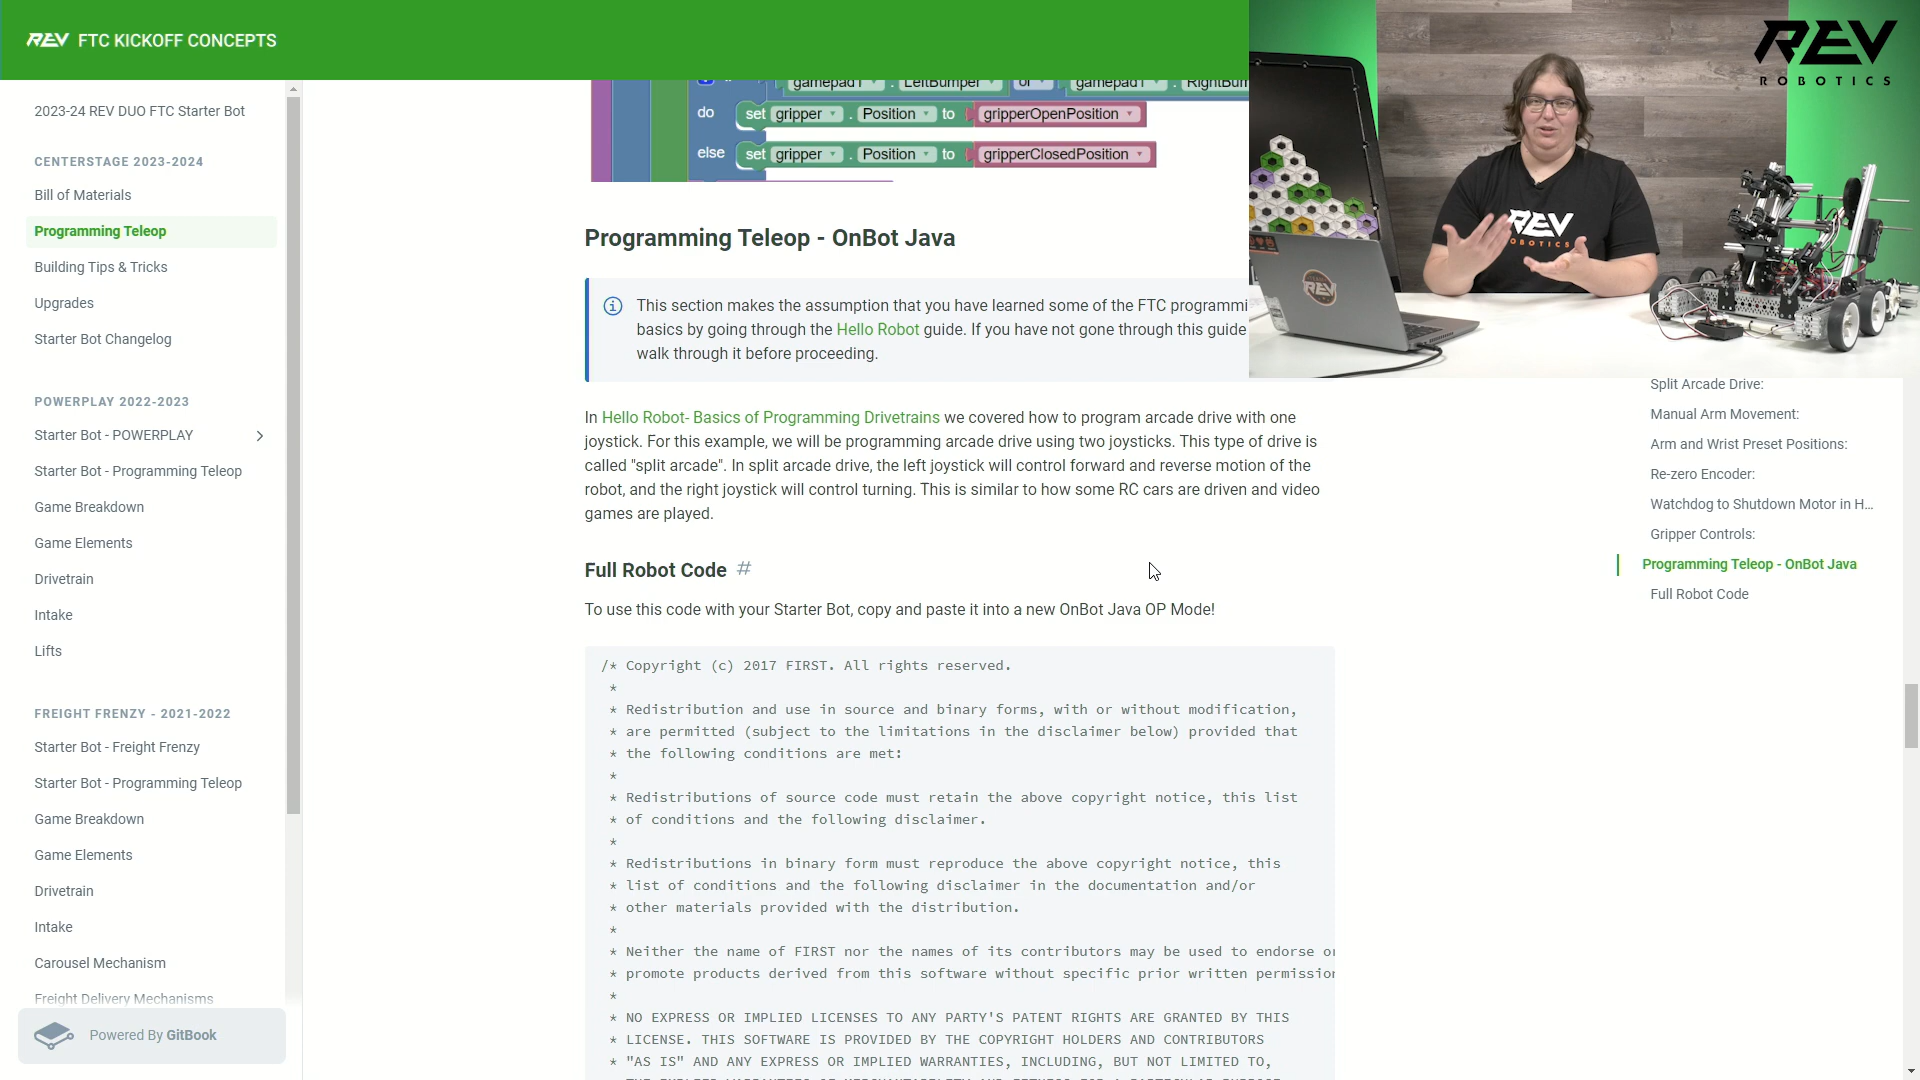 REV FTC KICKOFF CONCEPTS
REV
ROBOTICS
2023-24 REV DUO FTC Starter Bot
CENTERSTAGE 2023-2024
Bill of Materials
Programming Teleop
Building Tips & Tricks
Upgrades
Starter Bot Changelog
POWERPLAY 2022-2023
Starter Bot - POWERPLAY
Starter Bot - Programming Teleop
Game Breakdown
Game Elements
Drivetrain
Intake
Lifts
FREIGHT FRENZY - 2021-2022
Starter Bot - Freight Frenzy
Starter Bot - Programming Teleop
Game Breakdown
Game Elements
Drivetrain
Intake
Carousel Mechanism
Freight Delivery Mechanisms
Powered By GitBook
gamepad1 . LeftBumper or gamepad1 . RightBum
do set gripper . Position to gripperOpenPosition
else set gripper . Position to gripperClosedPosition
Programming Teleop - OnBot Java
This section makes the assumption that you have learned some of the FTC programmi
basics by going through the Hello Robot guide. If you have not gone through this guide
walk through it before proceeding.
In Hello Robot- Basics of Programming Drivetrains we covered how to program arcade drive with one
joystick. For this example, we will be programming arcade drive using two joysticks. This type of drive is
called "split arcade". In split arcade drive, the left joystick will control forward and reverse motion of the
robot, and the right joystick will control turning. This is similar to how some RC cars are driven and video
games are played.
Full Robot Code #
To use this code with your Starter Bot, copy and paste it into a new OnBot Java OP Mode!
/* Copyright (c) 2017 FIRST. All rights reserved.
*
* Redistribution and use in source and binary forms, with or without modification,
* are permitted (subject to the limitations in the disclaimer below) provided that
* the following conditions are met:
*
* Redistributions of source code must retain the above copyright notice, this list
* of conditions and the following disclaimer.
*
* Redistributions in binary form must reproduce the above copyright notice, this
* list of conditions and the following disclaimer in the documentation and/or
* other materials provided with the distribution.
*
* Neither the name of FIRST nor the names of its contributors may be used to endorse or
* promote products derived from this software without specific prior written permission
*
* NO EXPRESS OR IMPLIED LICENSES TO ANY PARTY'S PATENT RIGHTS ARE GRANTED BY THIS
* LICENSE. THIS SOFTWARE IS PROVIDED BY THE COPYRIGHT HOLDERS AND CONTRIBUTORS
* "AS IS" AND ANY EXPRESS OR IMPLIED WARRANTIES, INCLUDING, BUT NOT LIMITED TO,
REV
ROBOTICS
REV
Split Arcade Drive:
Manual Arm Movement:
Arm and Wrist Preset Positions:
Re-zero Encoder:
Watchdog to Shutdown Motor in H...
Gripper Controls:
Programming Teleop - OnBot Java
Full Robot Code